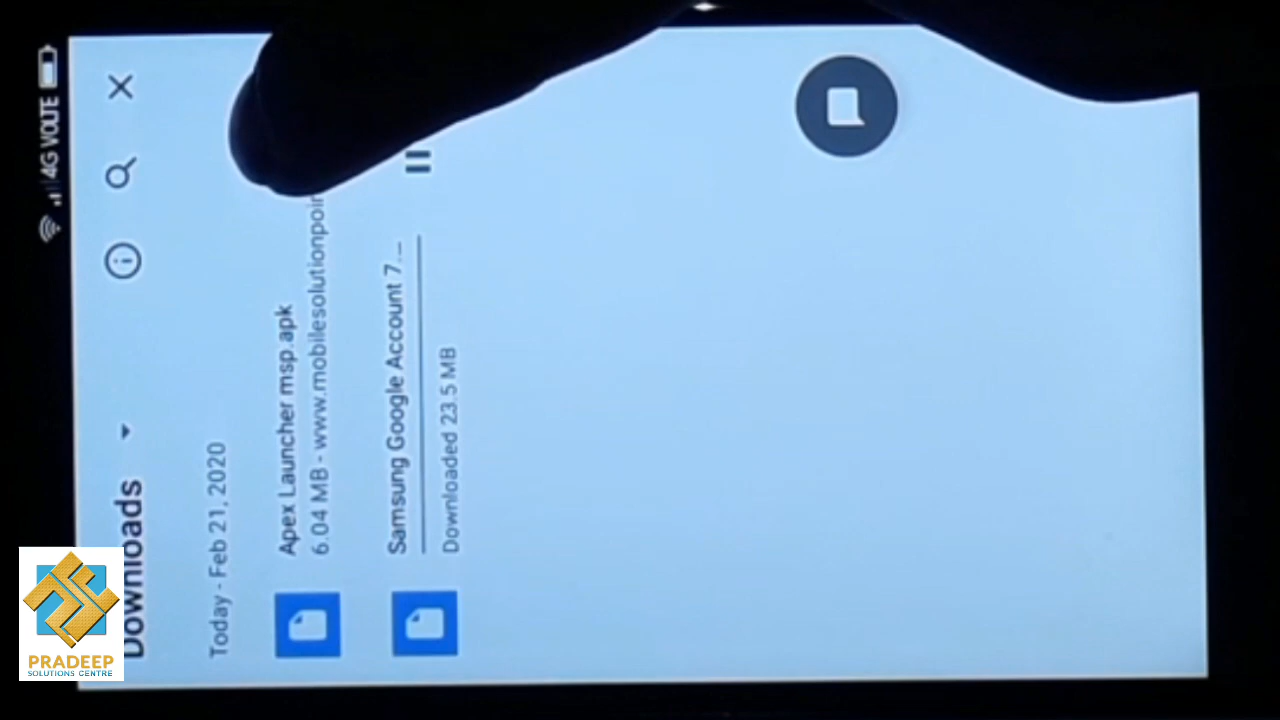 4G VOLTE
Downloads
Today - Feb 21, 2020
Apex Launcher msp.apk
6.04 MB - www.mobilesolutionpoin
Samsung Google Account 7....
Downloaded 23.5 MB
PRADEEP
SOLUTIONS CENTRE